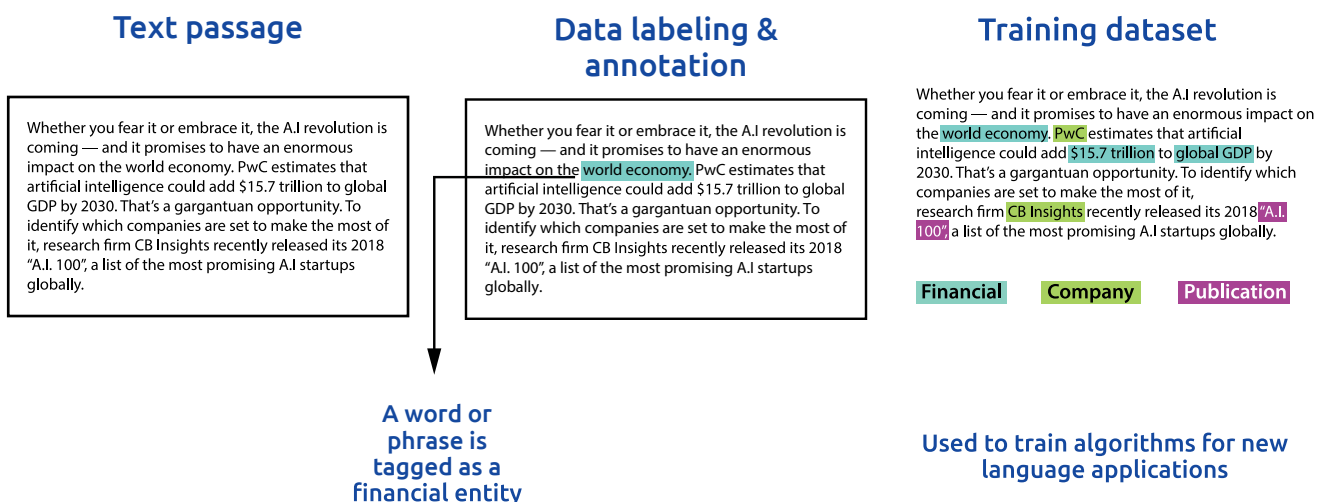 Text passage
Whether you fear it or embrace it, the A.I revolution is
coming — and it promises to have an enormous
impact on the world economy. PwC estimates that
artificial intelligence could add $15.7 trillion to global
GDP by 2030. That's a gargantuan opportunity. To
identify which companies are set to make the most of
it, research firm CB Insights recently released its 2018
“A.I. 100”, a list of the most promising A.I startups
globally.
Data labeling &
annotation
Whether you fear it or embrace it, the A.I revolution is
coming — and it promises to have an enormous
impact on the world economy. PwC estimates that
artificial intelligence could add $15.7 trillion to global
GDP by 2030. That's a gargantuan opportunity. To
identify which companies are set to make the most of
it, research firm CB Insights recently released its 2018
“A.I. 100”, a list of the most promising A.I startups
globally.
A word or
phrase is
tagged as a
financial entity
Training dataset
Whether you fear it or embrace it, the A.I revolution is
coming — and it promises to have an enormous impact on
the world economy. PwC estimates that artificial
intelligence could add $15.7 trillion to global GDP by
2030. That's a gargantuan opportunity. To identify which
companies are set to make the most of it,
research firm CB Insights recently released its 2018 “A.I.
100”, a list of the most promising A.I startups globally.
Financial Company Publication
Used to train algorithms for new
language applications